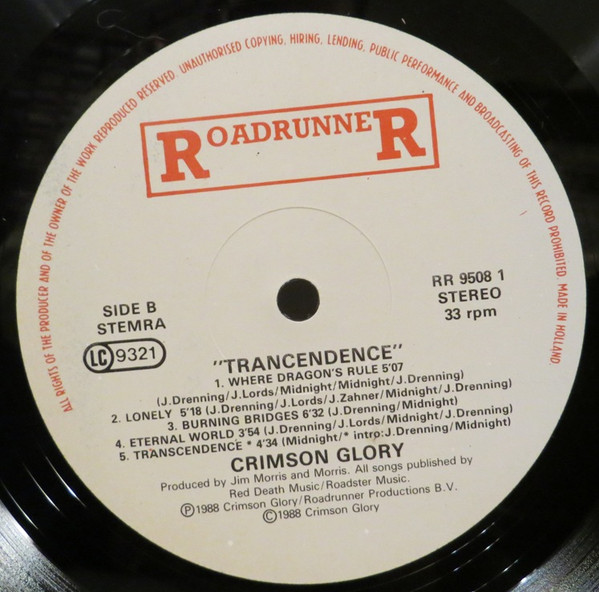 ALL RIGHTS OF THE PRODUCER AND OF THE OWNER OF THE WORK REPRODUCED RESERVED. UNAUTHORISED COPYING, HIRING, LENDING, PUBLIC PERFORMANCE AND BROADCASTING OF THIS RECORD PROHIBITED. MADE IN HOLLAND
ROADRUNNER
SIDE B
STEMRA
LC 9321
RR 9508 1
STEREO
33 rpm
"TRANCENDENCE"
1. WHERE DRAGON'S RULE 5'07
(J.Drenning/J.Lords/Midnight/Midnight/J.Drenning)
2. LONELY 5'18 (J.Drenning/J.Lords/J.Zahner/Midnight/J.Drenning)
3. BURNING BRIDGES 6'32 (J.Drenning/Midnight)
4. ETERNAL WORLD 3'54 (J.Drenning/J.Lords/Midnight/J.Drenning)
5. TRANSCENDENCE * 4'34 (Midnight/* intro:J.Drenning/Midnight)
CRIMSON GLORY
Produced by Jim Morris and Morris. All songs published by
Red Death Music/Roadster Music.
Ⓟ1988 Crimson Glory/Roadrunner Productions B.V.
©1988 Crimson Glory